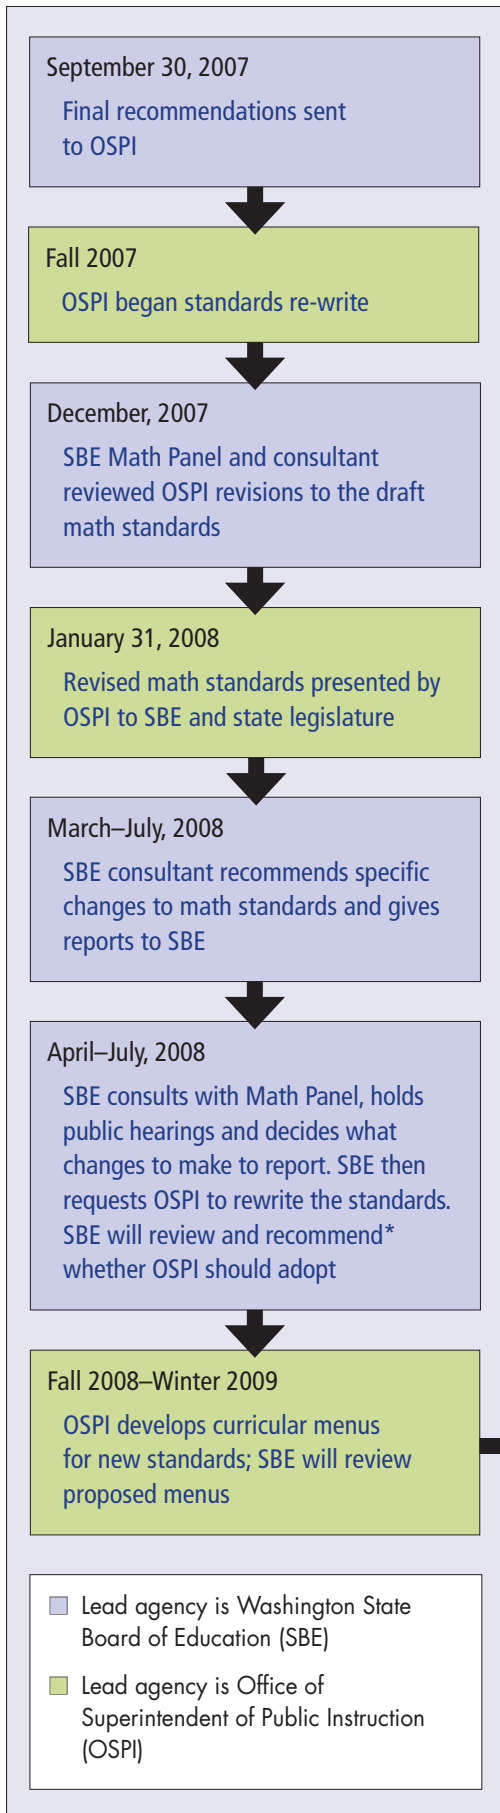 September 30, 2007
Final recommendations sent
to OSPI
Fall 2007
OSPI began standards re-write
December, 2007
SBE Math Panel and consultant
reviewed OSPI revisions to the draft
math standards
January 31, 2008
Revised math standards presented by
OSPI to SBE and state legislature
March–July, 2008
SBE consultant recommends specific
changes to math standards and gives
reports to SBE
April–July, 2008
SBE consults with Math Panel, holds
public hearings and decides what
changes to make to report. SBE then
requests OSPI to rewrite the standards.
SBE will review and recommend*
whether OSPI should adopt
Fall 2008–Winter 2009
OSPI develops curricular menus
for new standards; SBE will review
proposed menus
Lead agency is Washington State
Board of Education (SBE)
Lead agency is Office of
Superintendent of Public Instruction
(OSPI)